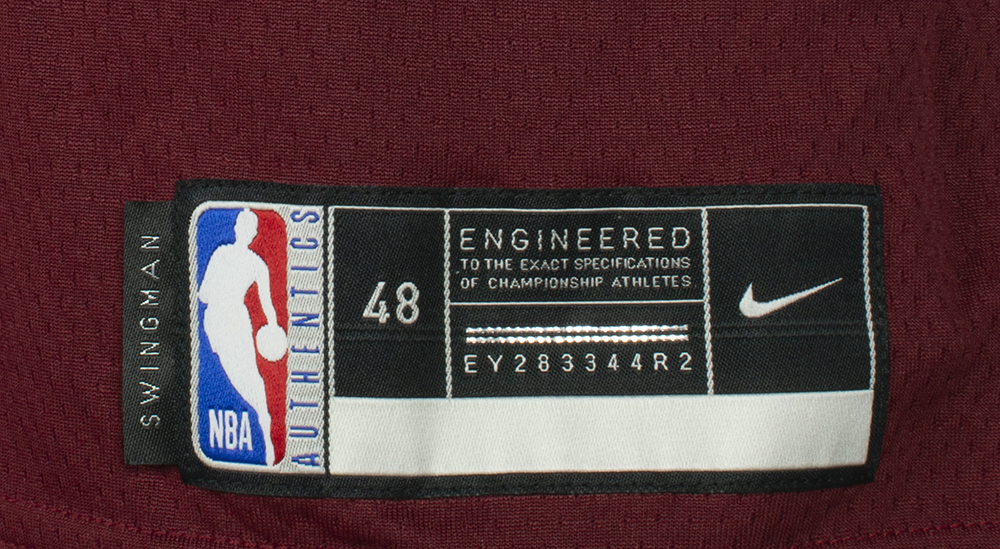 SWINGMAN
NBA
AUTHENTICS
48
ENGINEERED
TO THE EXACT SPECIFICATIONS
OF CHAMPIONSHIP ATHLETES
EY283344R2